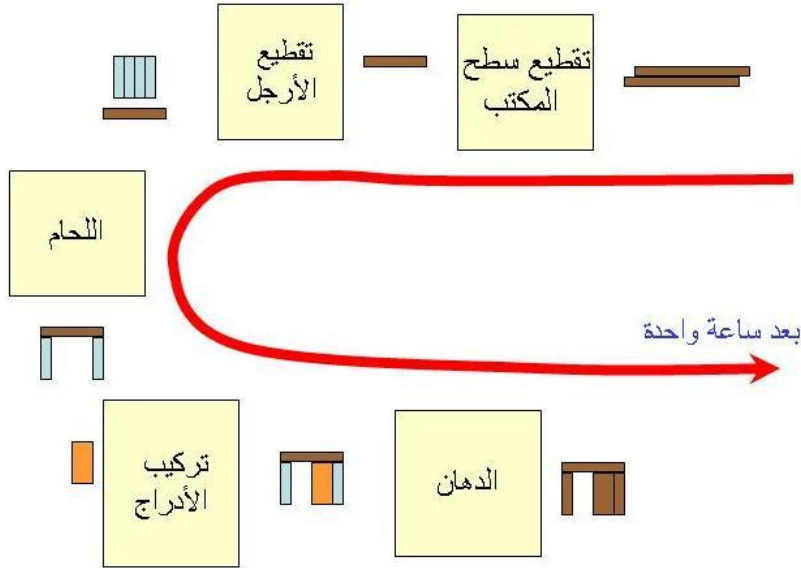 تقطيع سطح
المكتب
تقطيع
الأرجل
اللحام
تركيب
الأدراج
الدهان
بعد ساعة واحدة